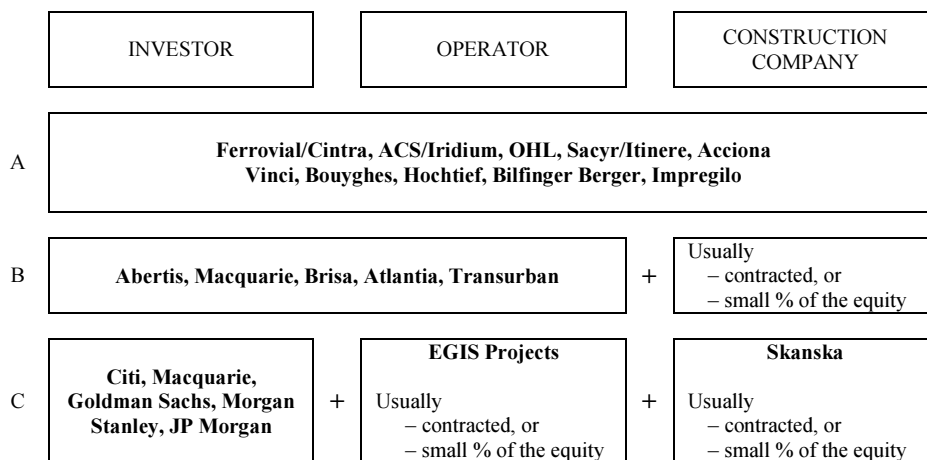 INVESTOR
OPERATOR
CONSTRUCTION
COMPANY
A
Ferrovial/Cintra, ACS/Iridium, OHL, Sacyr/Itinere, Acciona
Vinci, Bouyghes, Hochtief, Bilfinger Berger, Impregilo
B
Abertis, Macquarie, Brisa, Atlantia, Transurban
+
Usually
– contracted, or
– small % of the equity
C
Citi, Macquarie,
Goldman Sachs, Morgan
Stanley, JP Morgan
+
EGIS Projects
Usually
– contracted, or
– small % of the equity
+
Skanska
Usually
– contracted, or
– small % of the equity